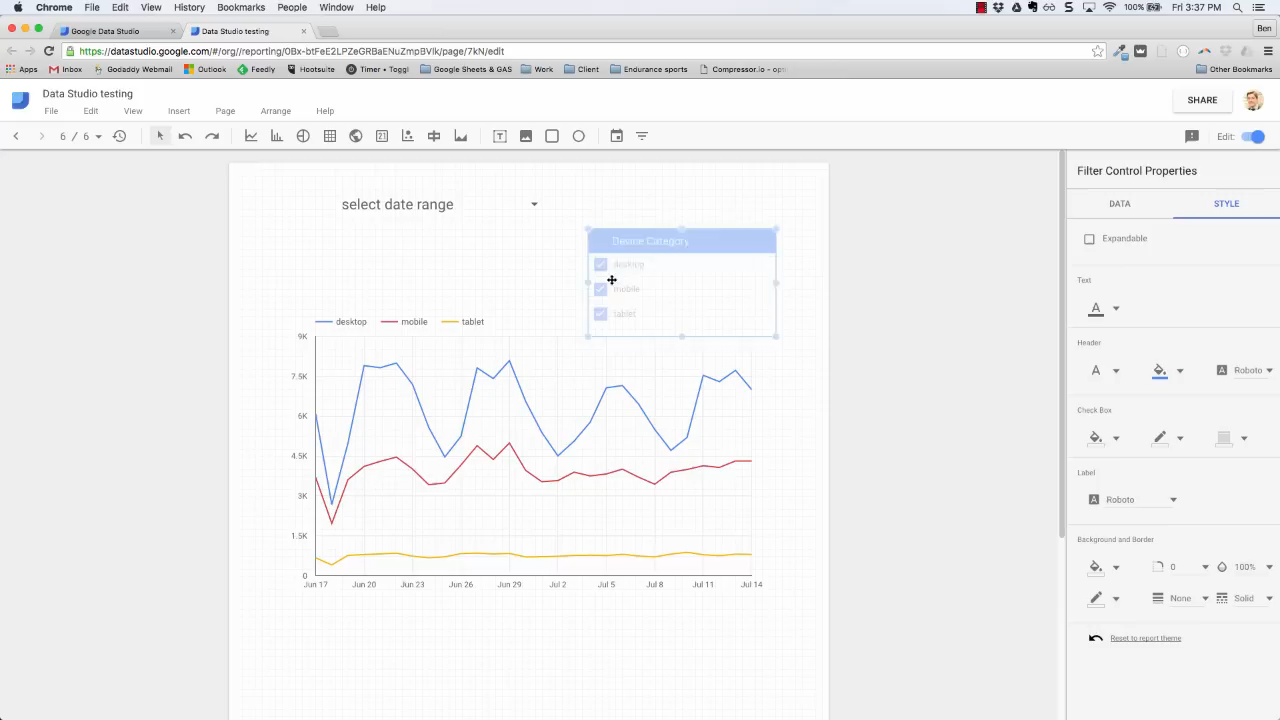 Chrome File Edit View History Bookmarks People Window Help 100% Fri 3:37 PM
Google Data Studio Data Studio testing Ben
https://datastudio.google.com/#/org//reporting/0Bx-btFeE2LPZeGRBaENuZmpBVlk/page/7kN/edit
Apps Inbox Godaddy Webmail Outlook Feedly Hootsuite Timer • Toggl Google Sheets & GAS Work Client Endurance sports Compressor.io - opti Other Bookmarks
Data Studio testing
File Edit View Insert Page Arrange Help
SHARE
6 / 6
Edit:
Filter Control Properties
DATA STYLE
select date range
Expandable
Device Category
desktop
mobile
tablet
Text
Header
Roboto
Check Box
Label
Roboto
Background and Border
0 100%
None Solid
Reset to report theme
desktop mobile tablet
9K
7.5K
6K
4.5K
3K
1.5K
0
Jun 17 Jun 20 Jun 23 Jun 26 Jun 29 Jul 2 Jul 5 Jul 8 Jul 11 Jul 14